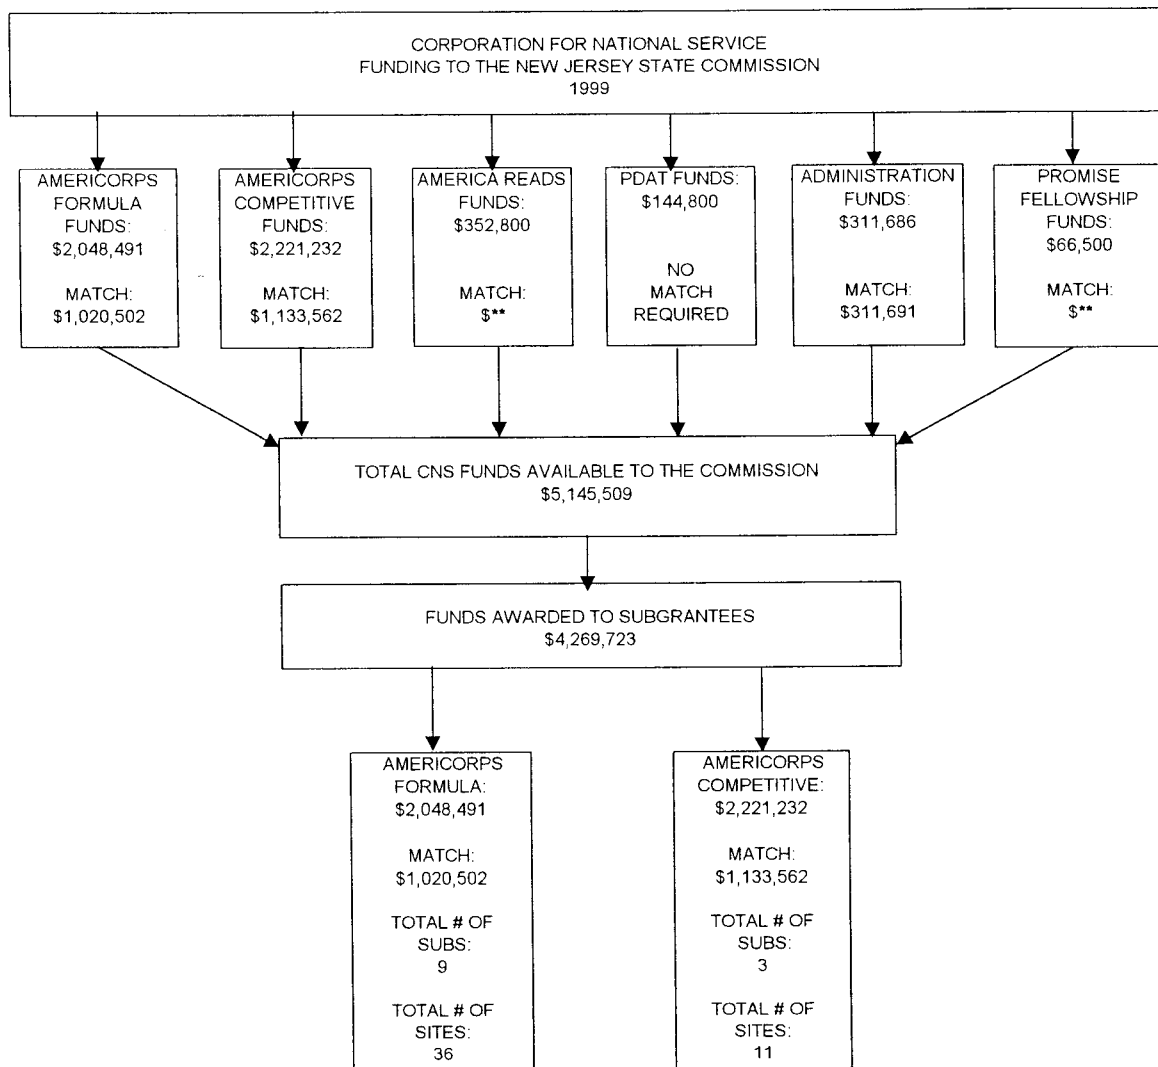 CORPORATION FOR NATIONAL SERVICE
FUNDING TO THE NEW JERSEY STATE COMMISSION
1999
AMERICORPS
FORMULA
FUNDS:
$2,048,491
MATCH:
$1,020,502
AMERICORPS
COMPETITIVE
FUNDS:
$2,221,232
MATCH:
$1,133,562
AMERICA READS
FUNDS:
$352,800
MATCH:
$**
PDAT FUNDS:
$144,800
NO
MATCH
REQUIRED
ADMINISTRATION
FUNDS:
$311,686
MATCH:
$311,691
PROMISE
FELLOWSHIP
FUNDS:
$66,500
MATCH:
$**
TOTAL CNS FUNDS AVAILABLE TO THE COMMISSION
$5,145,509
FUNDS AWARDED TO SUBGRANTEES
$4,269,723
AMERICORPS
FORMULA:
$2,048,491
MATCH:
$1,020,502
TOTAL # OF
SUBS:
9
TOTAL # OF
SITES:
36
AMERICORPS
COMPETITIVE:
$2,221,232
MATCH:
$1,133,562
TOTAL # OF
SUBS:
3
TOTAL # OF
SITES:
11